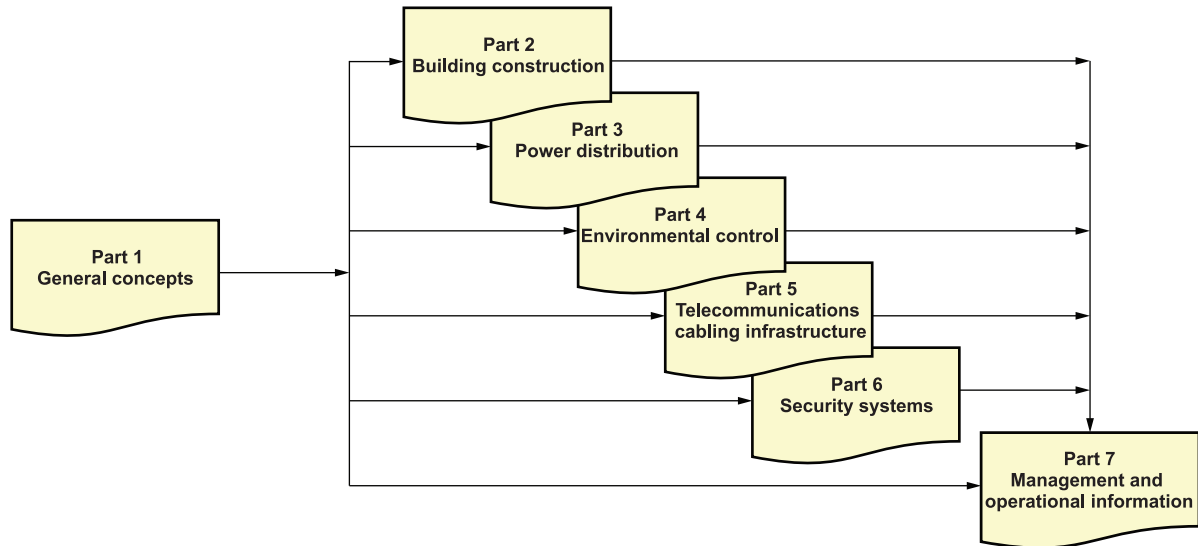 Part 2
Building construction
Part 3
Power distribution
Part 4
Environmental control
Part 1
General concepts
Part 5
Telecommunications
cabling infrastructure
Part 6
Security systems
Part 7
Management and
operational information